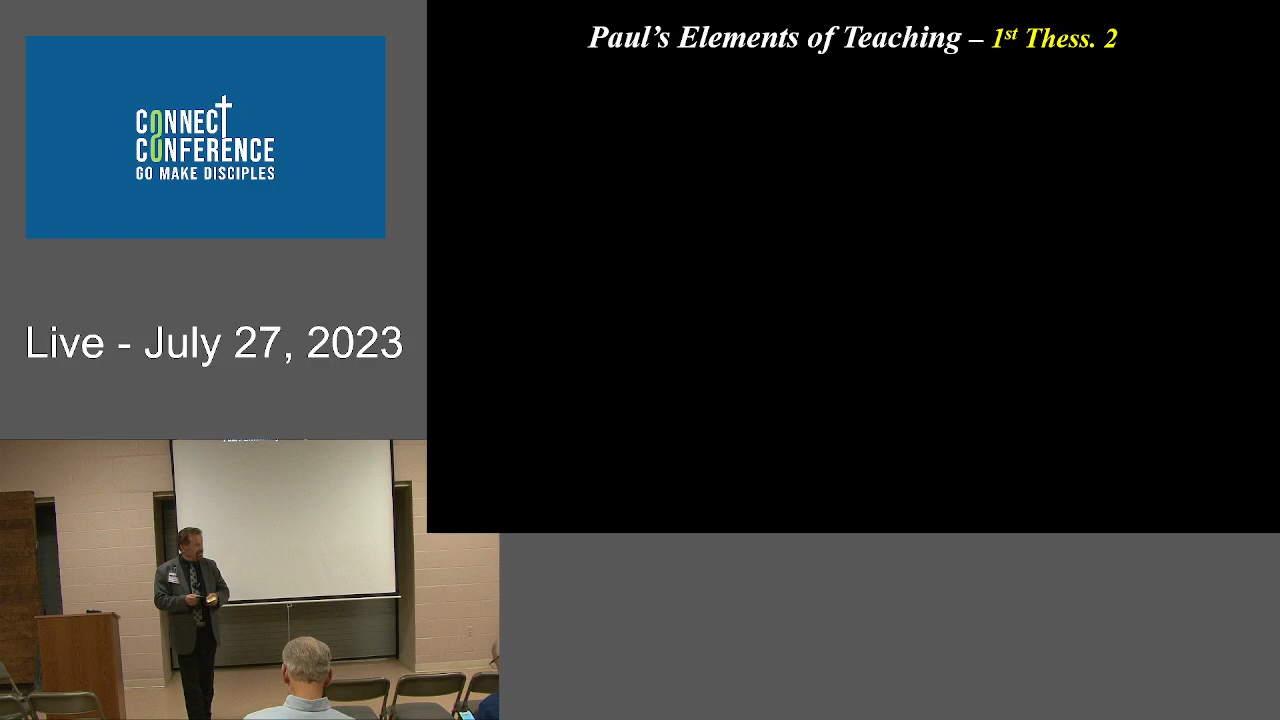 Paul's Elements of Teaching – 1st Thess. 2
CONNECT
CONFERENCE
GO MAKE DISCIPLES
Live - July 27, 2023